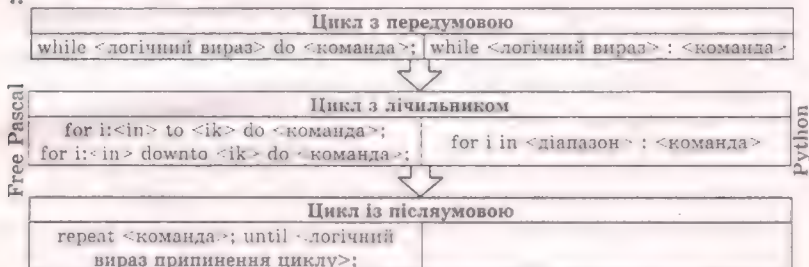 Цикл з передумовою
while <логічний вираз> do <команда>; while <логічний вираз> : <команда>
Free Pascal
Цикл з лічильником
for i:<in> to <ik> do <команда>;
for i:<in> downto <ik> do <команда>;
for i in <діапазон> : <команда>
Python
Цикл із післяумовою
repeat <команда>; until <логічний
вираз припинення циклу>;